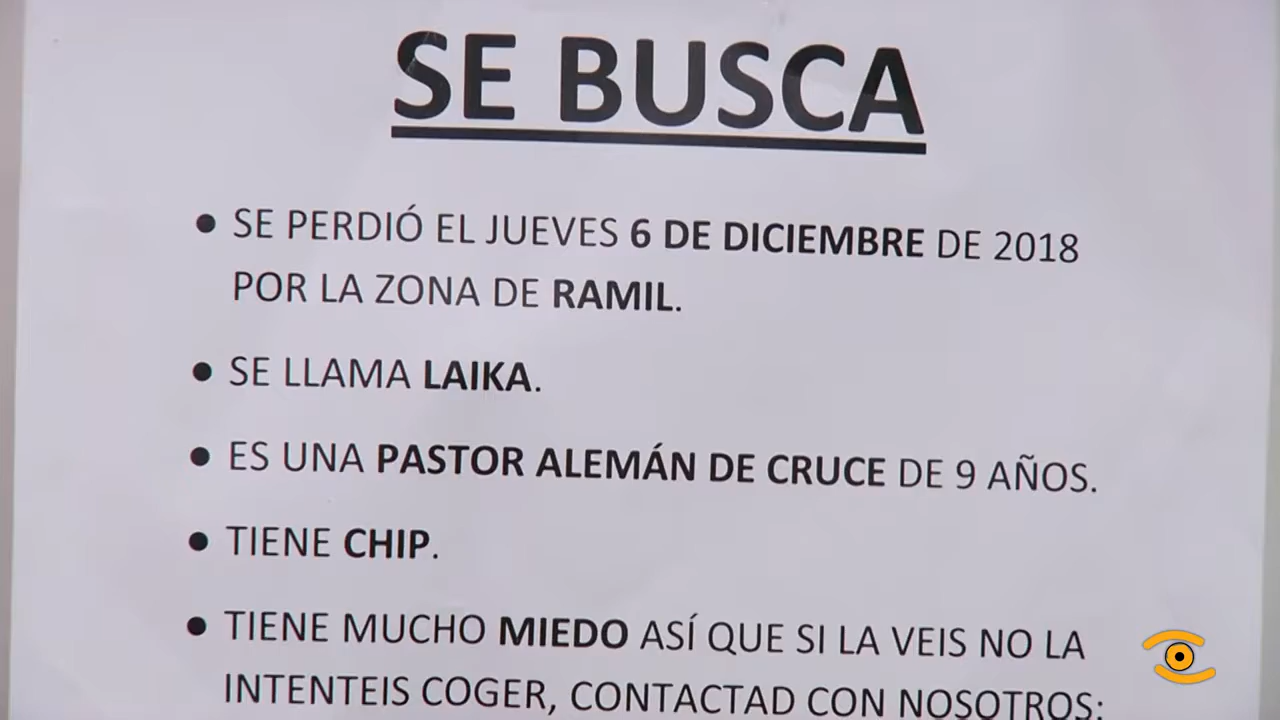 SE BUSCA
● SE PERDIÓ EL JUEVES 6 DE DICIEMBRE DE 2018
POR LA ZONA DE RAMIL.
● SE LLAMA LAIKA.
● ES UNA PASTOR ALEMÁN DE CRUCE DE 9 AÑOS.
● TIENE CHIP.
● TIENE MUCHO MIEDO ASÍ QUE SI LA VEIS NO LA
INTENTEIS COGER, CONTACTAD CON NOSOTROS: